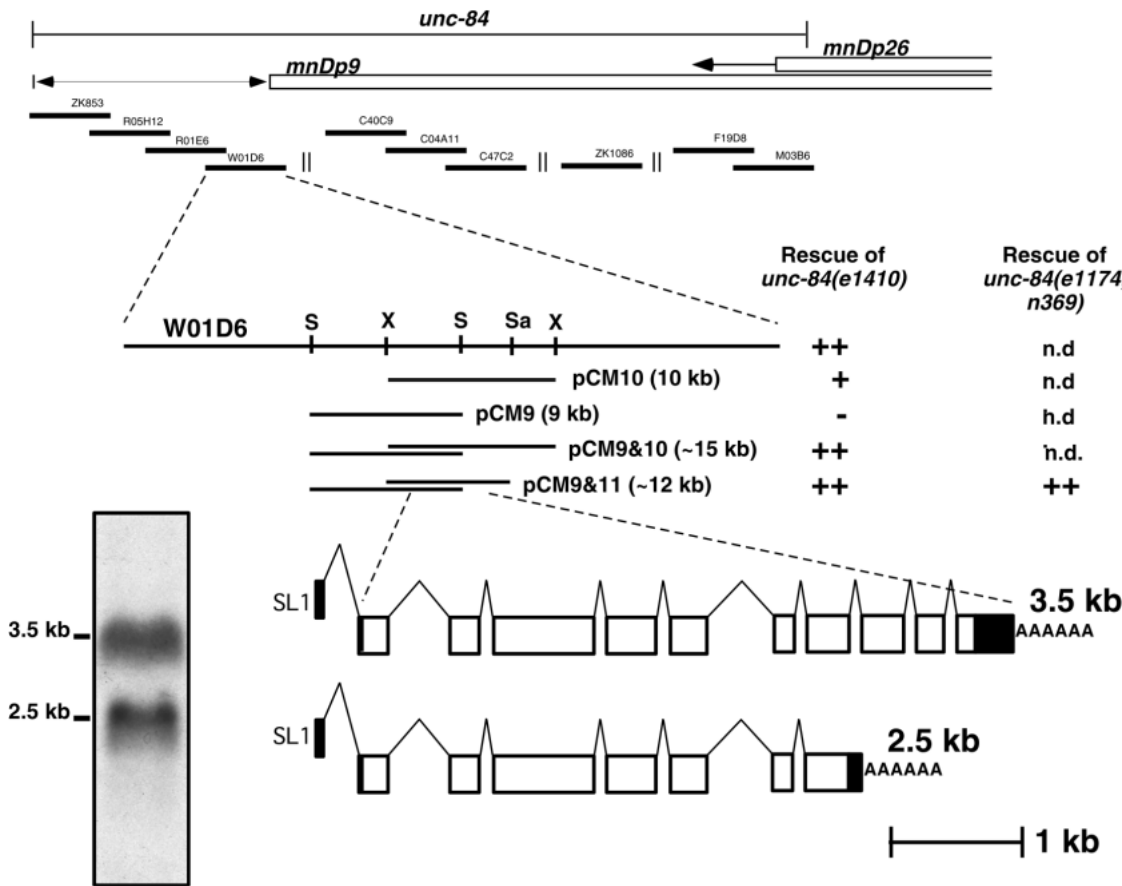 unc-84
mnDp26
mnDp9
ZK853
R05H12
R01E6
W01D6
C40C9
C04A11
C47C2
ZK1086
F19D8
M03B6
Rescue of
unc-84(e1410)
Rescue of
unc-84(e1174,
n369)
W01D6 S X S Sa X ++ n.d
pCM10 (10 kb) + n.d
pCM9 (9 kb) - h.d
pCM9&10 (~15 kb) ++ n.d.
pCM9&11 (~12 kb) ++ ++
3.5 kb
2.5 kb
SL1 3.5 kb
AAAAAA
SL1 2.5 kb
AAAAAA
1 kb